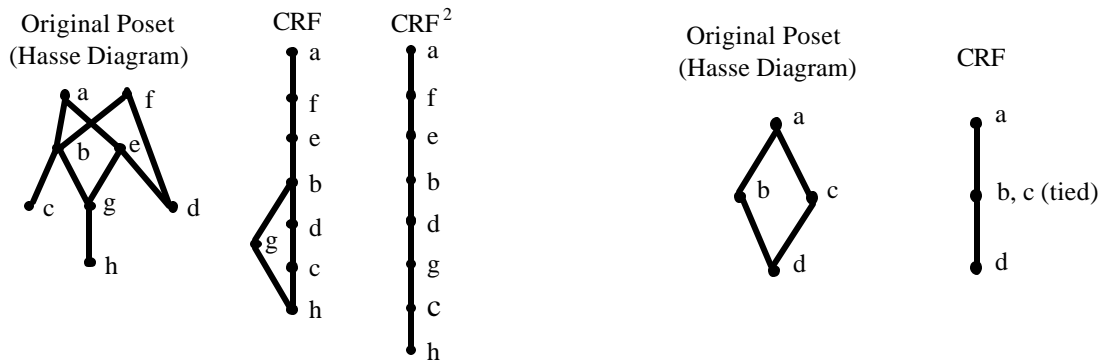 Original Poset
(Hasse Diagram)
a
f
b
e
c
g
d
h
CRF
a
f
e
b
d
g
c
h
CRF²
a
f
e
b
d
g
c
h
Original Poset
(Hasse Diagram)
a
b
c
d
CRF
a
b, c (tied)
d